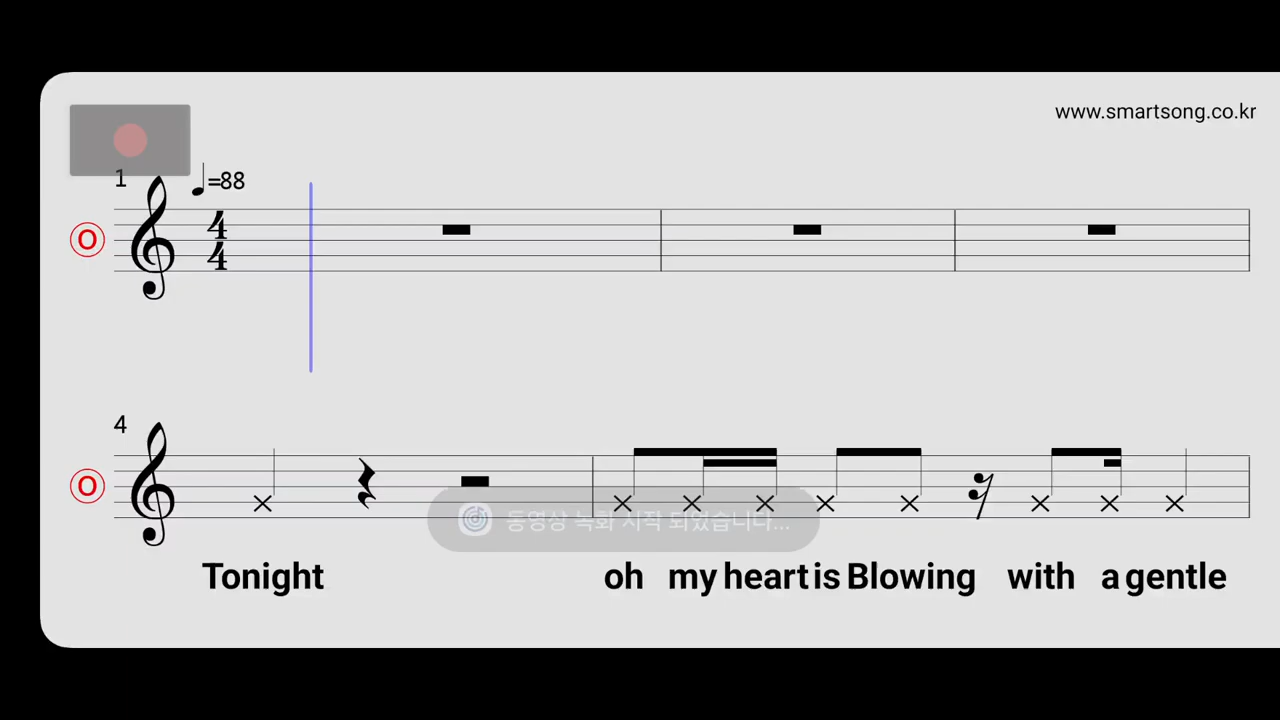 www.smartsong.co.kr
1
=88
4
4
O
4
O
동영상 녹화 시작 되었습니다...
Tonight oh my heart is Blowing with a gentle